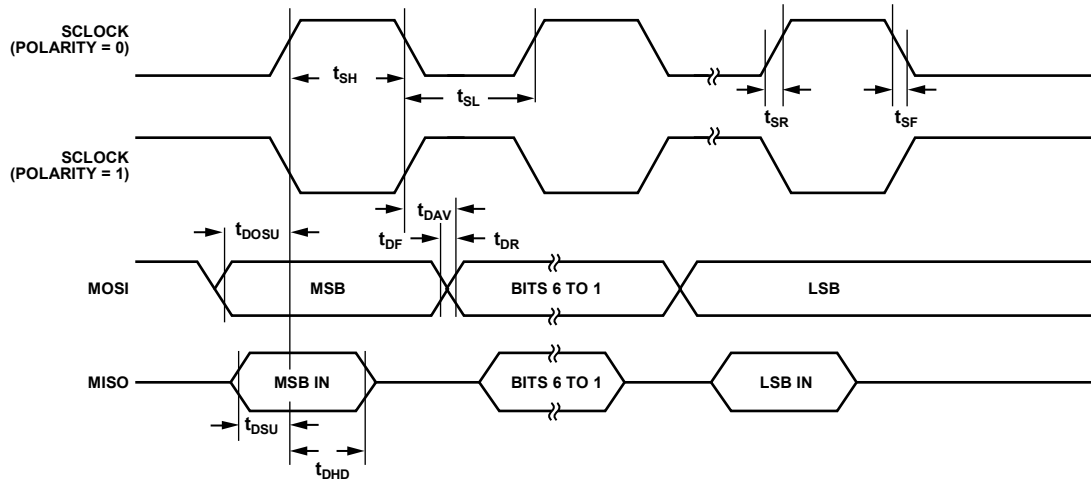 SCLOCK
(POLARITY = 0)
tSH
tSL
tSR
tSF
SCLOCK
(POLARITY = 1)
tDAV
tDOSU
tDF
tDR
MOSI
MSB
BITS 6 TO 1
LSB
MISO
MSB IN
BITS 6 TO 1
LSB IN
tDSU
tDHD